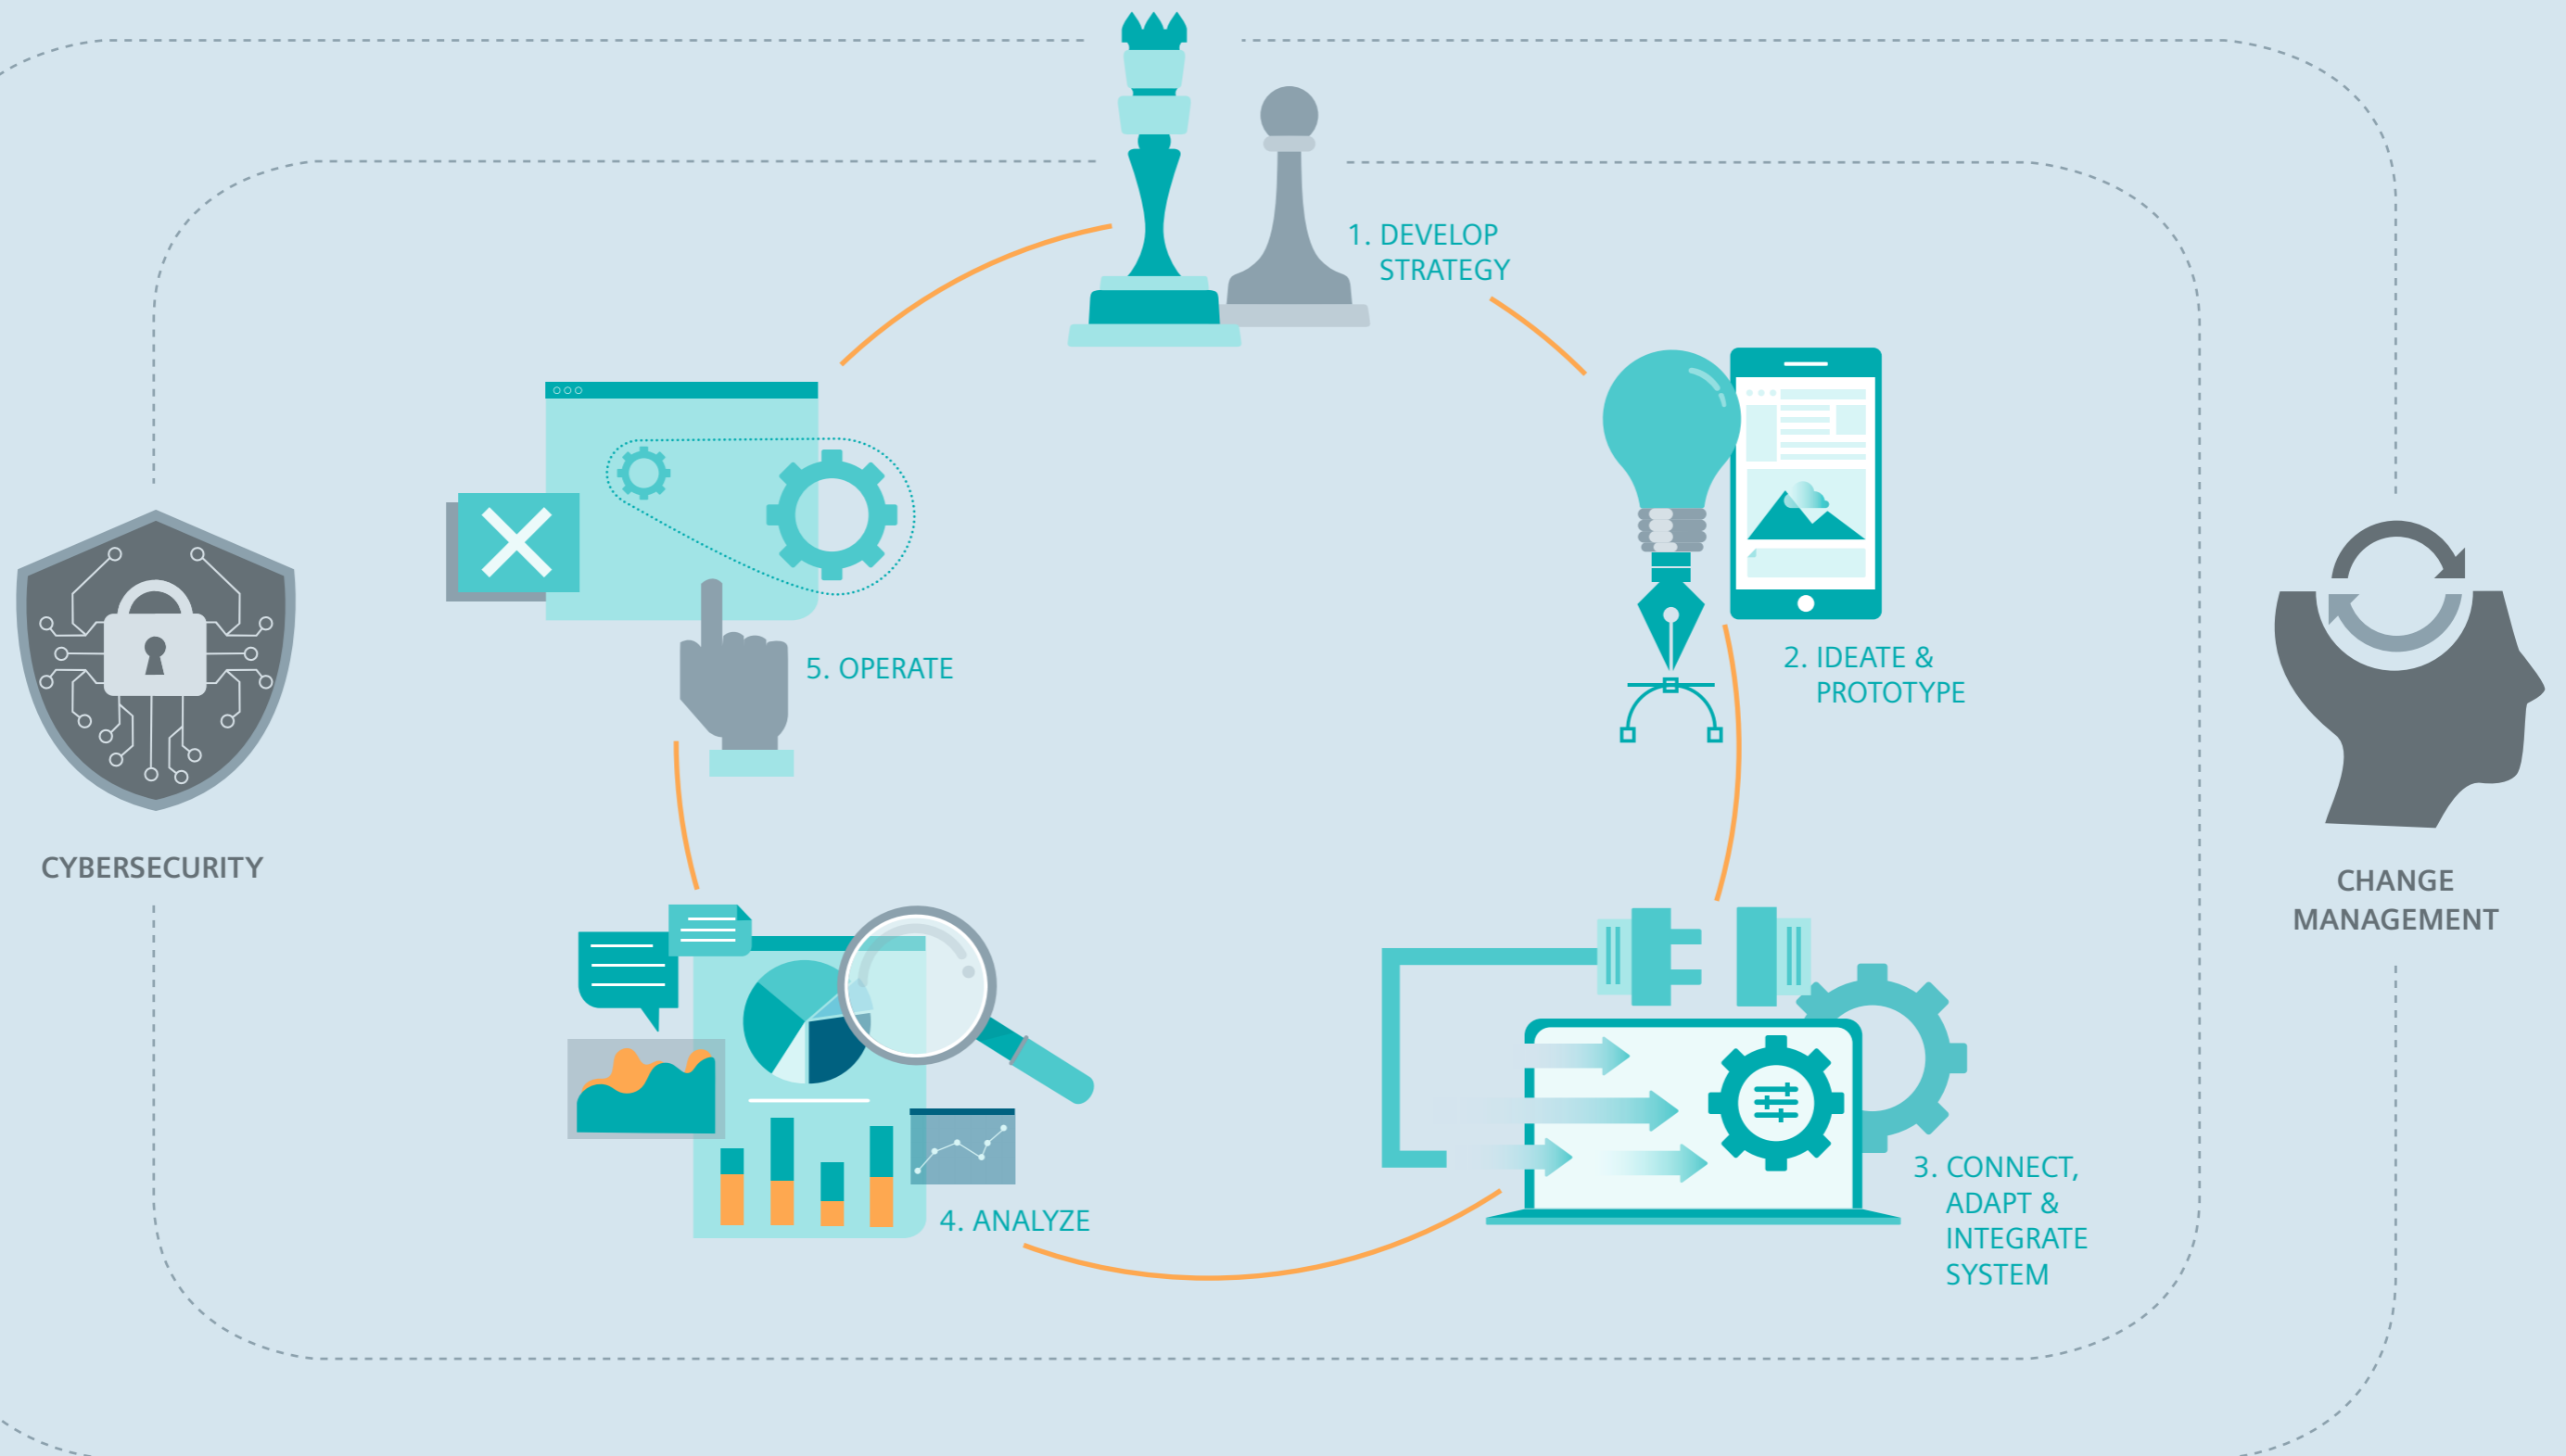 1. DEVELOP
STRATEGY
2. IDEATE &
PROTOTYPE
3. CONNECT,
ADAPT &
INTEGRATE
SYSTEM
4. ANALYZE
5. OPERATE
CYBERSECURITY
CHANGE
MANAGEMENT